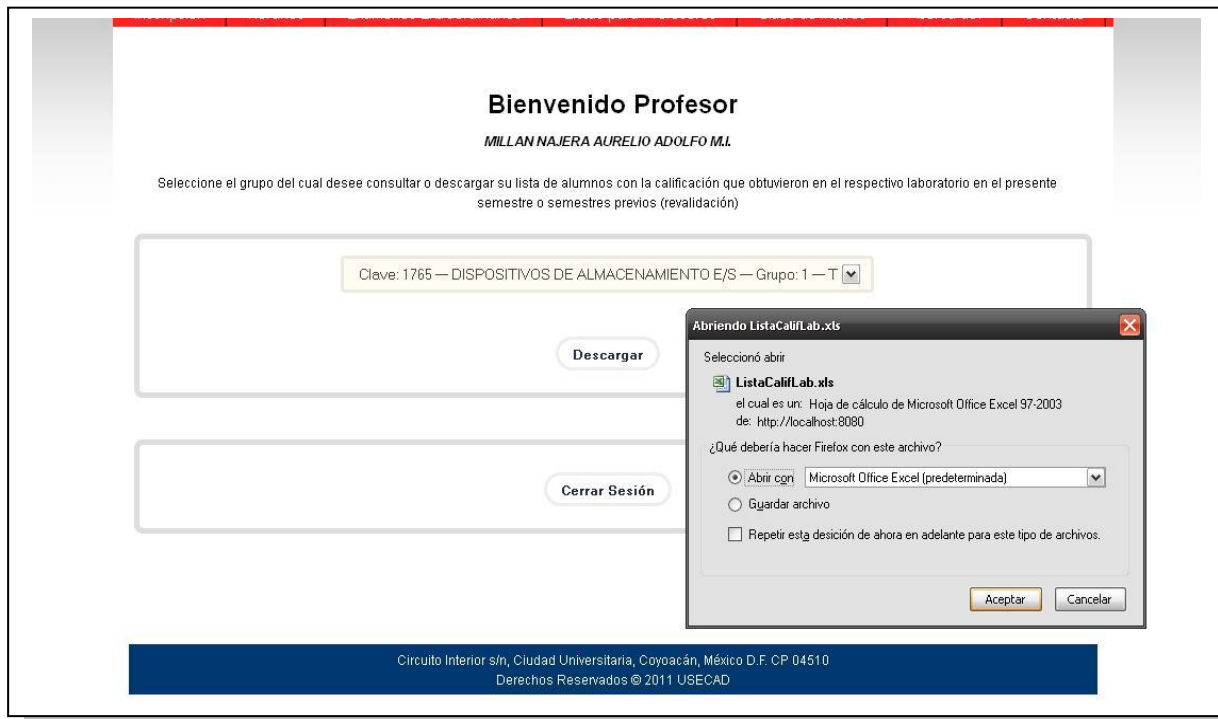 Bienvenido Profesor
MILLAN NAJERA AURELIO ADOLFO M.I.
Seleccione el grupo del cual desee consultar o descargar su lista de alumnos con la calificación que obtuvieron en el respectivo laboratorio en el presente
semestre o semestres previos (revalidación)
Clave: 1765 — DISPOSITIVOS DE ALMACENAMIENTO E/S — Grupo: 1 — T
Descargar
Cerrar Sesión
Abriendo ListaCalifLab.xls
Seleccionó abrir
ListaCalifLab.xls
el cual es un: Hoja de cálculo de Microsoft Office Excel 97-2003
de: http://localhost:8080
¿Qué debería hacer Firefox con este archivo?
Abrir con Microsoft Office Excel (predeterminada)
Guardar archivo
Repetir esta desición de ahora en adelante para este tipo de archivos.
Aceptar Cancelar
Circuito Interior s/n, Ciudad Universitaria, Coyoacán, México D.F. CP 04510
Derechos Reservados © 2011 USECAD